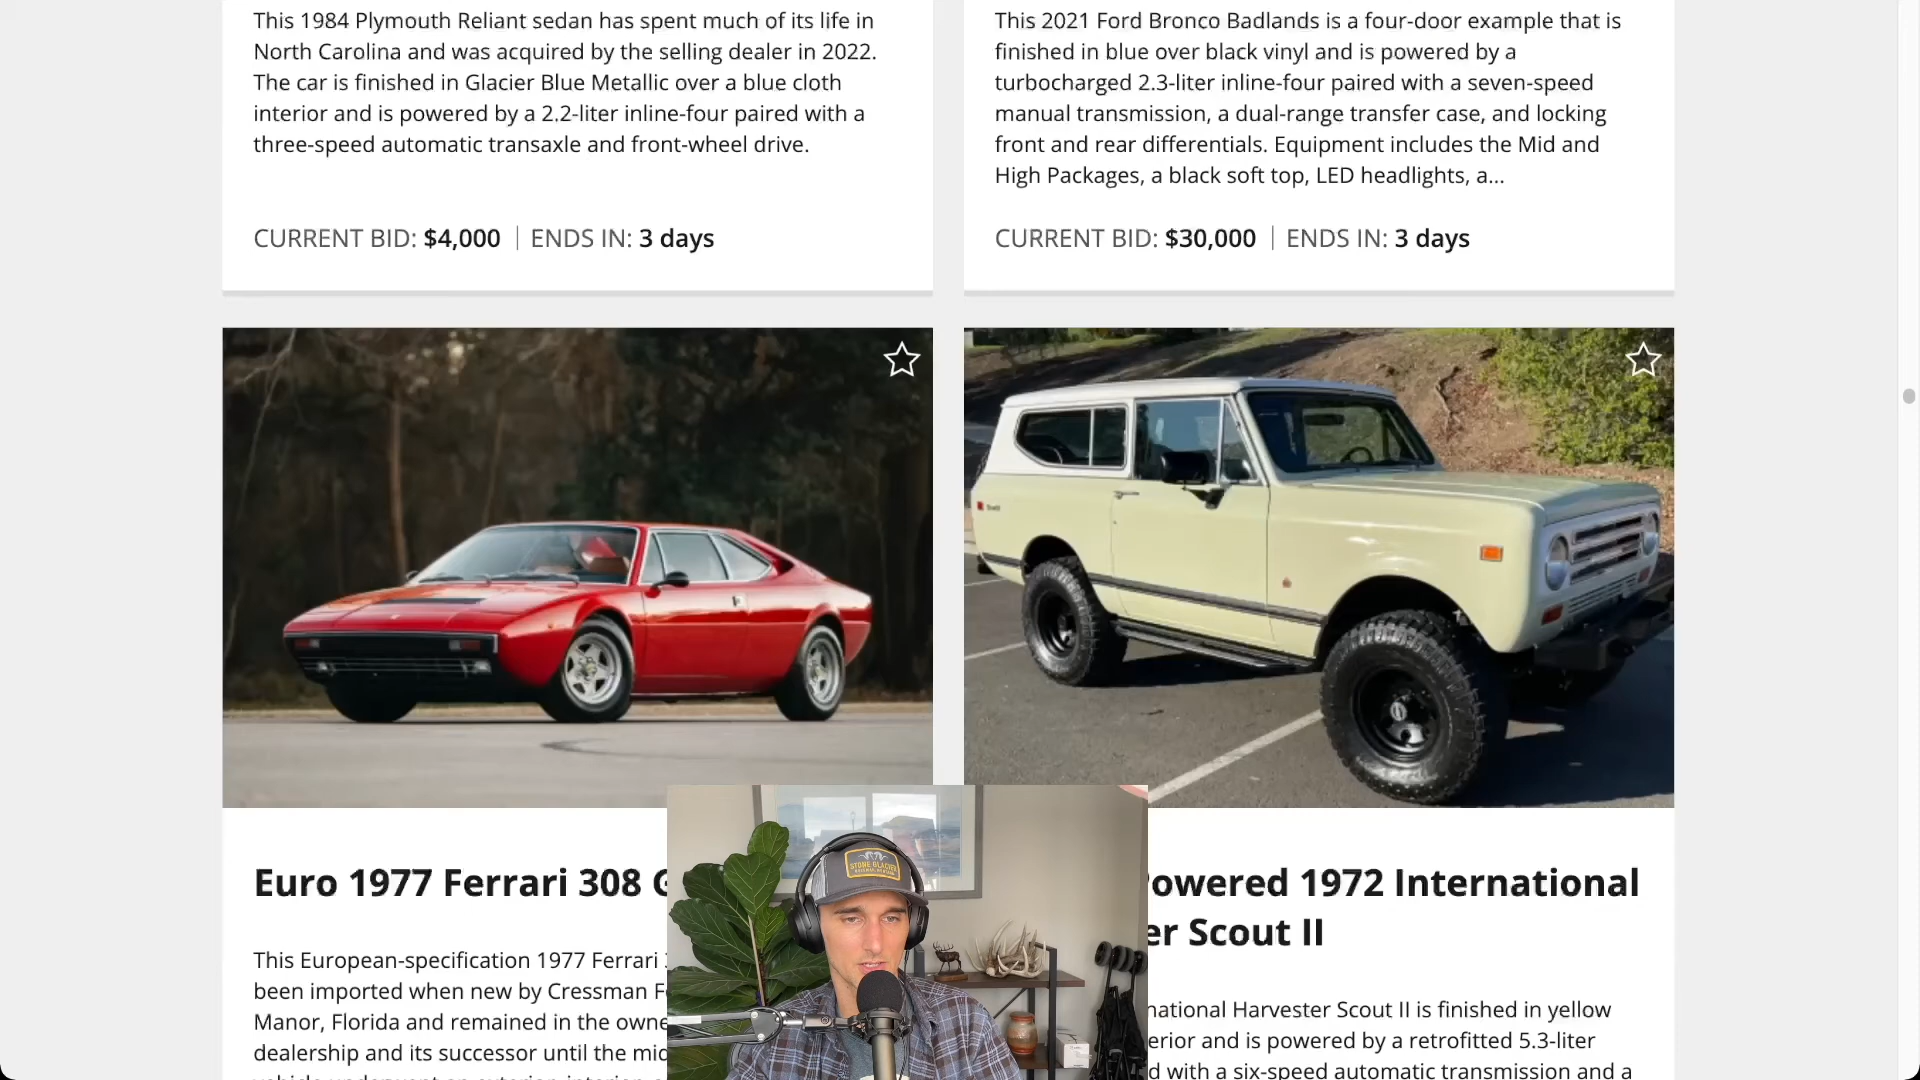 This 1984 Plymouth Reliant sedan has spent much of its life in
North Carolina and was acquired by the selling dealer in 2022.
The car is finished in Glacier Blue Metallic over a blue cloth
interior and is powered by a 2.2-liter inline-four paired with a
three-speed automatic transaxle and front-wheel drive.
CURRENT BID: $4,000 | ENDS IN: 3 days
This 2021 Ford Bronco Badlands is a four-door example that is
finished in blue over black vinyl and is powered by a
turbocharged 2.3-liter inline-four paired with a seven-speed
manual transmission, a dual-range transfer case, and locking
front and rear differentials. Equipment includes the Mid and
High Packages, a black soft top, LED headlights, a...
CURRENT BID: $30,000 | ENDS IN: 3 days
Euro 1977 Ferrari 308
This European-specification 1977 Ferrari
been imported when new by Cressman
Manor, Florida and remained in the
dealership and its successor until the
owered 1972 International
er Scout II
national Harvester Scout II is finished in yellow
erior and is powered by a retrofitted 5.3-liter
d with a six-speed automatic transmission and a
STONE GLACIER